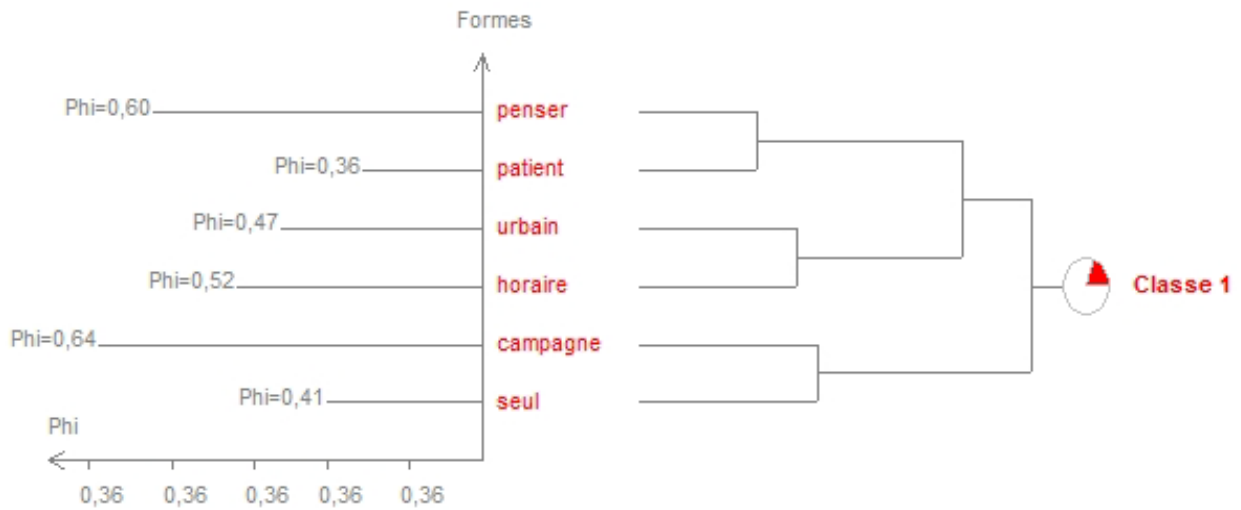 Formes
Phi=0,60 penser
Phi=0,36 patient
Phi=0,47 urbain
Phi=0,52 horaire
Classe 1
Phi=0,64 campagne
Phi=0,41 seul
Phi
0,36 0,36 0,36 0,36 0,36